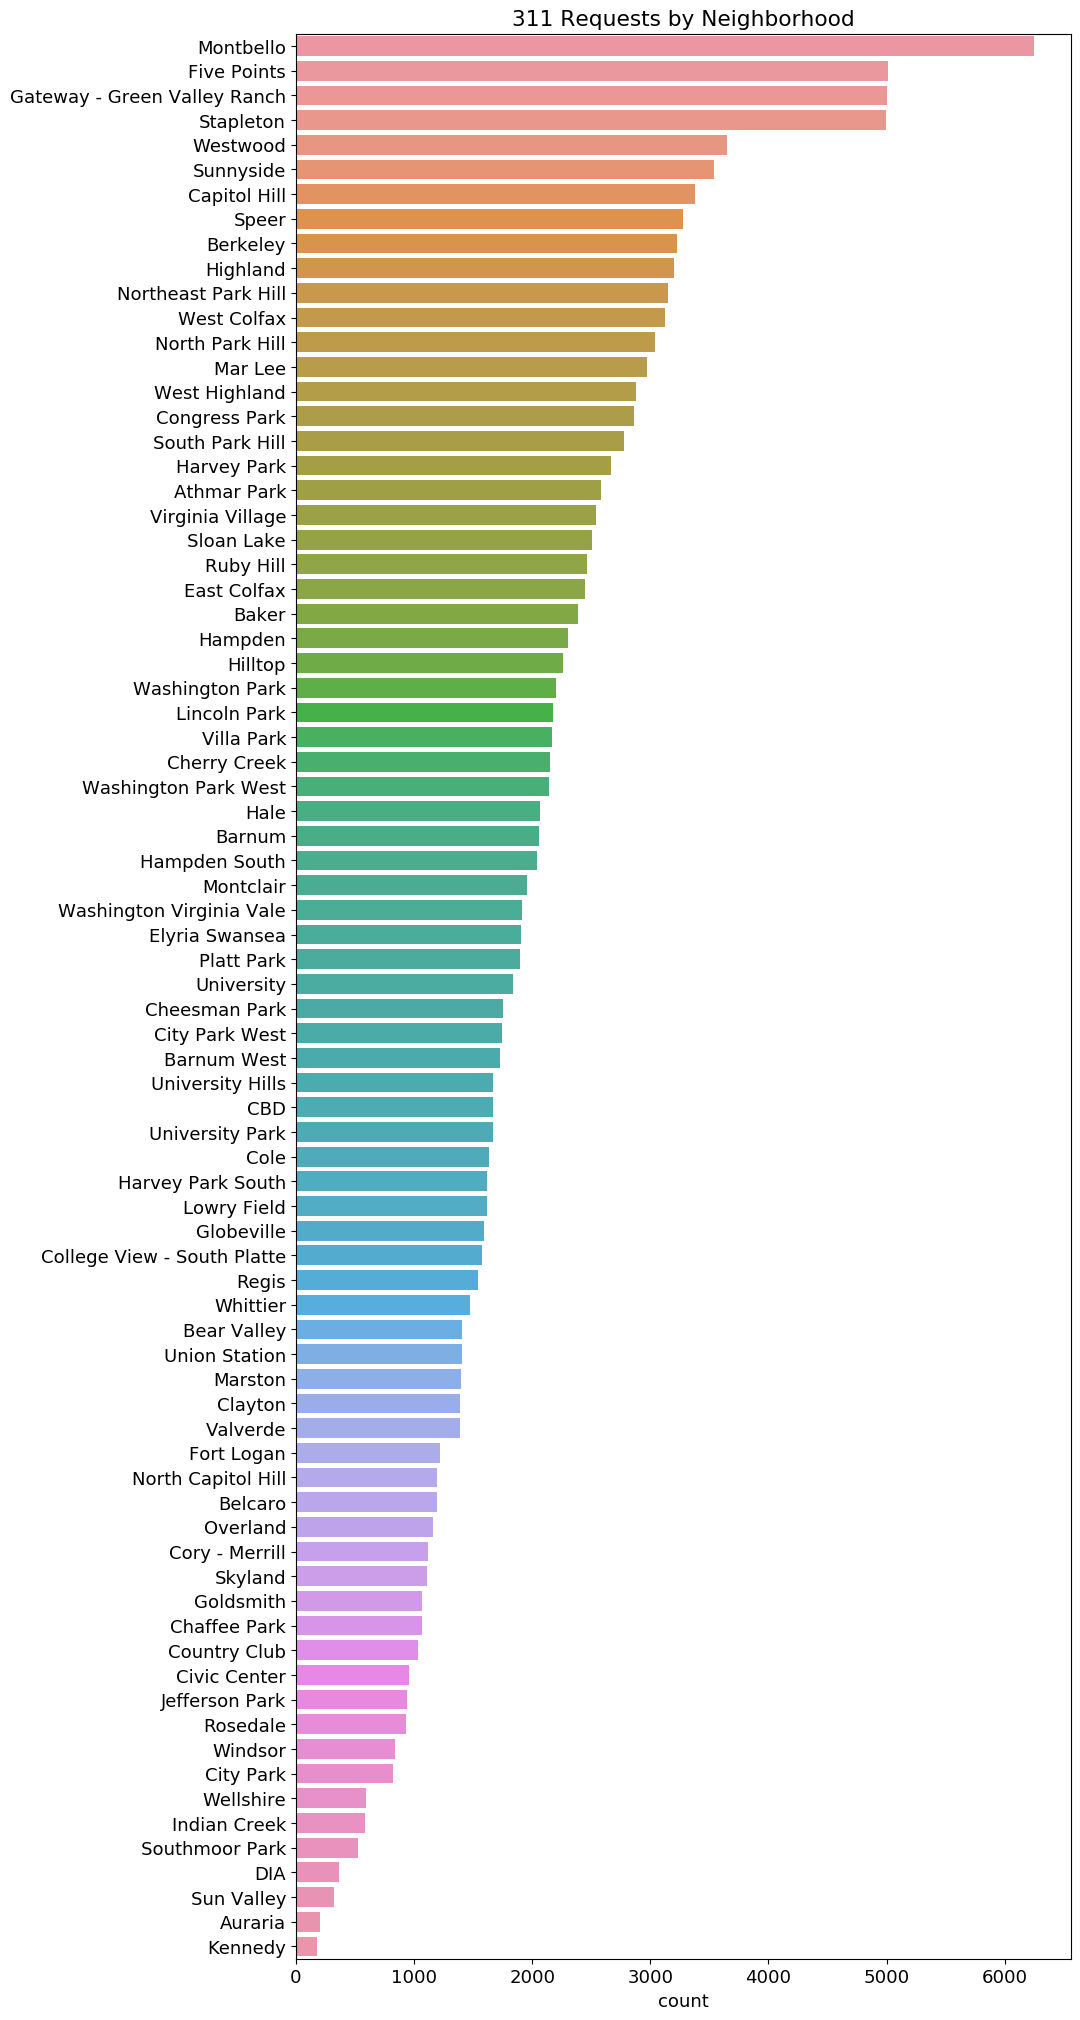 311 Requests by Neighborhood
Montbello
Five Points
Gateway - Green Valley Ranch
Stapleton
Westwood
Sunnyside
Capitol Hill
Speer
Berkeley
Highland
Northeast Park Hill
West Colfax
North Park Hill
Mar Lee
West Highland
Congress Park
South Park Hill
Harvey Park
Athmar Park
Virginia Village
Sloan Lake
Ruby Hill
East Colfax
Baker
Hampden
Hilltop
Washington Park
Lincoln Park
Villa Park
Cherry Creek
Washington Park West
Hale
Barnum
Hampden South
Montclair
Washington Virginia Vale
Elyria Swansea
Platt Park
University
Cheesman Park
City Park West
Barnum West
University Hills
CBD
University Park
Cole
Harvey Park South
Lowry Field
Globeville
College View - South Platte
Regis
Whittier
Bear Valley
Union Station
Marston
Clayton
Valverde
Fort Logan
North Capitol Hill
Belcaro
Overland
Cory - Merrill
Skyland
Goldsmith
Chaffee Park
Country Club
Civic Center
Jefferson Park
Rosedale
Windsor
City Park
Wellshire
Indian Creek
Southmoor Park
DIA
Sun Valley
Auraria
Kennedy
0 1000 2000 3000 4000 5000 6000
count